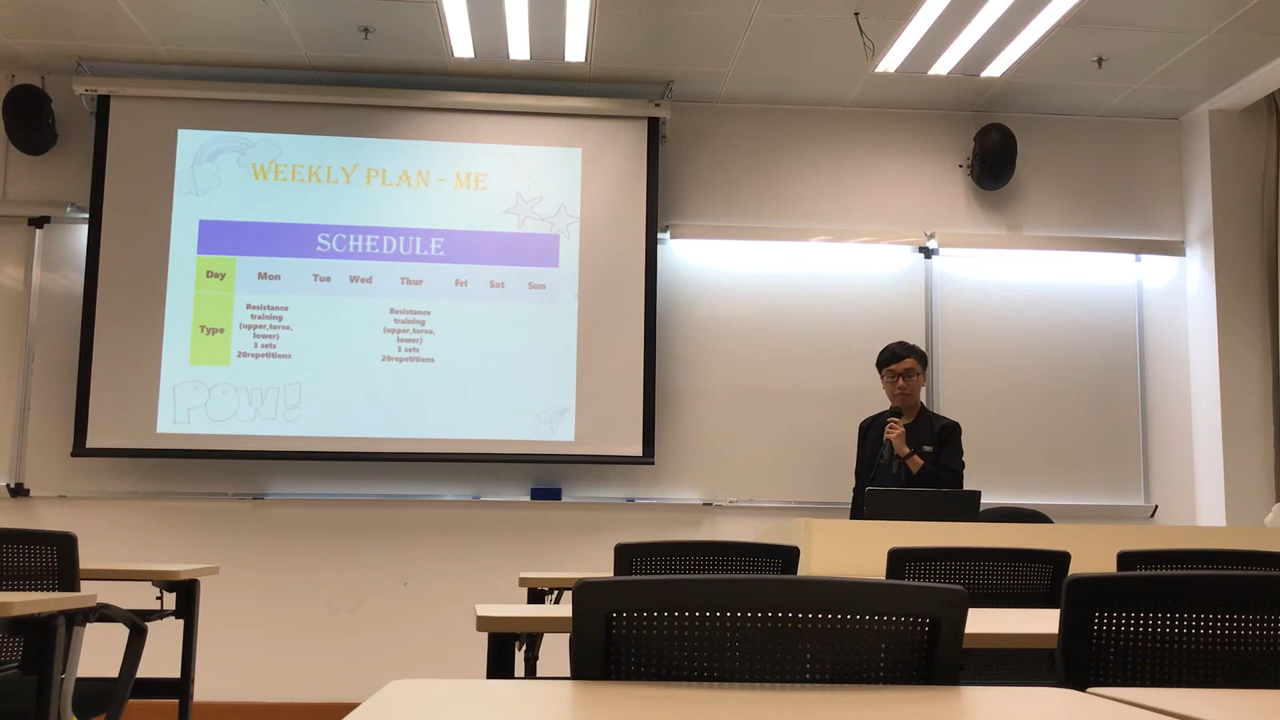 WEEKLY PLAN - ME
SCHEDULE
Day Mon Tue Wed Thur Fri Sat Sun
Type
Resistance
training
(upper,torso,
lower)
3 sets
20repetitions
Resistance
training
(upper,torso,
lower)
3 sets
20repetitions
POW!